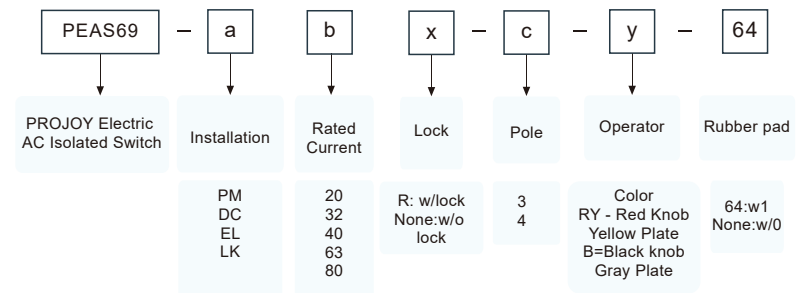 PEAS69 – a b x – c – y – 64
PROJOY Electric
AC Isolated Switch
Installation
Rated
Current
Lock
Pole
Operator
Rubber pad
PM
DC
EL
LK
20
32
40
63
80
R: w/lock
None:w/o
lock
3
4
Color
RY - Red Knob
Yellow Plate
B=Black knob
Gray Plate
64:w1
None:w/0